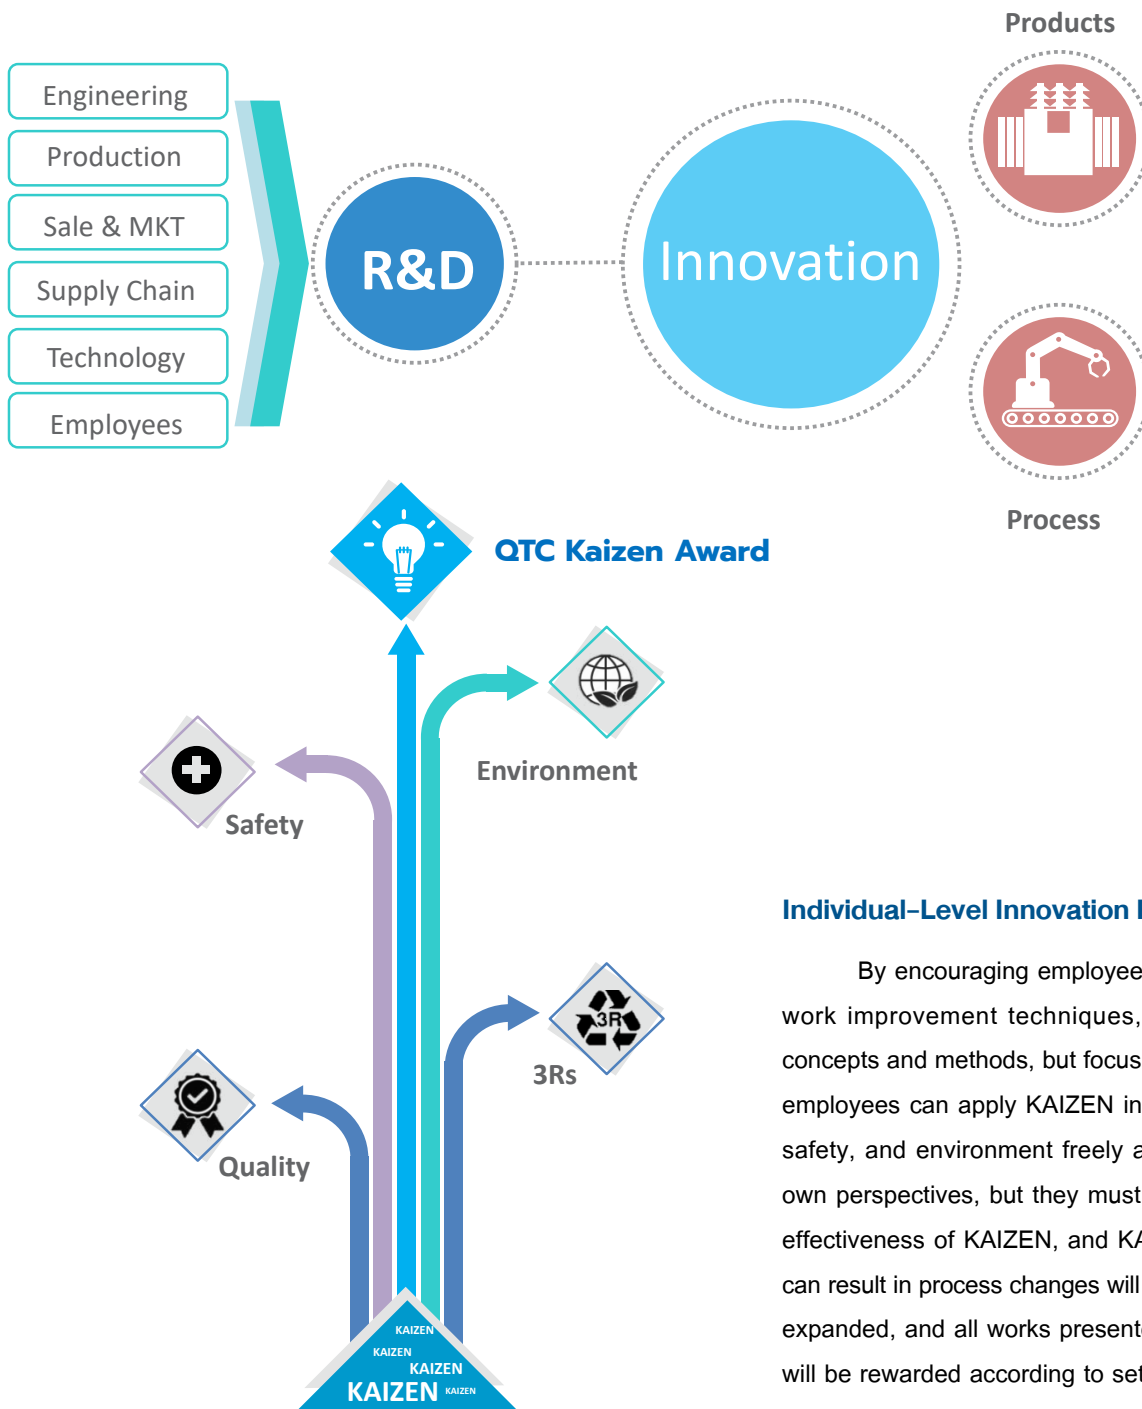 Products
Engineering
Production
Sale & MKT
Supply Chain
Technology
Employees
R&D
Innovation
Process
QTC Kaizen Award
Environment
Safety
3Rs
3R
Quality
KAIZEN
KAIZEN
KAIZEN
KAIZEN KAIZEN
Individual-Level Innovation
By encouraging employee
work improvement techniques,
concepts and methods, but focus
employees can apply KAIZEN in
safety, and environment freely a
own perspectives, but they must
effectiveness of KAIZEN, and KA
can result in process changes will
expanded, and all works present
will be rewarded according to set